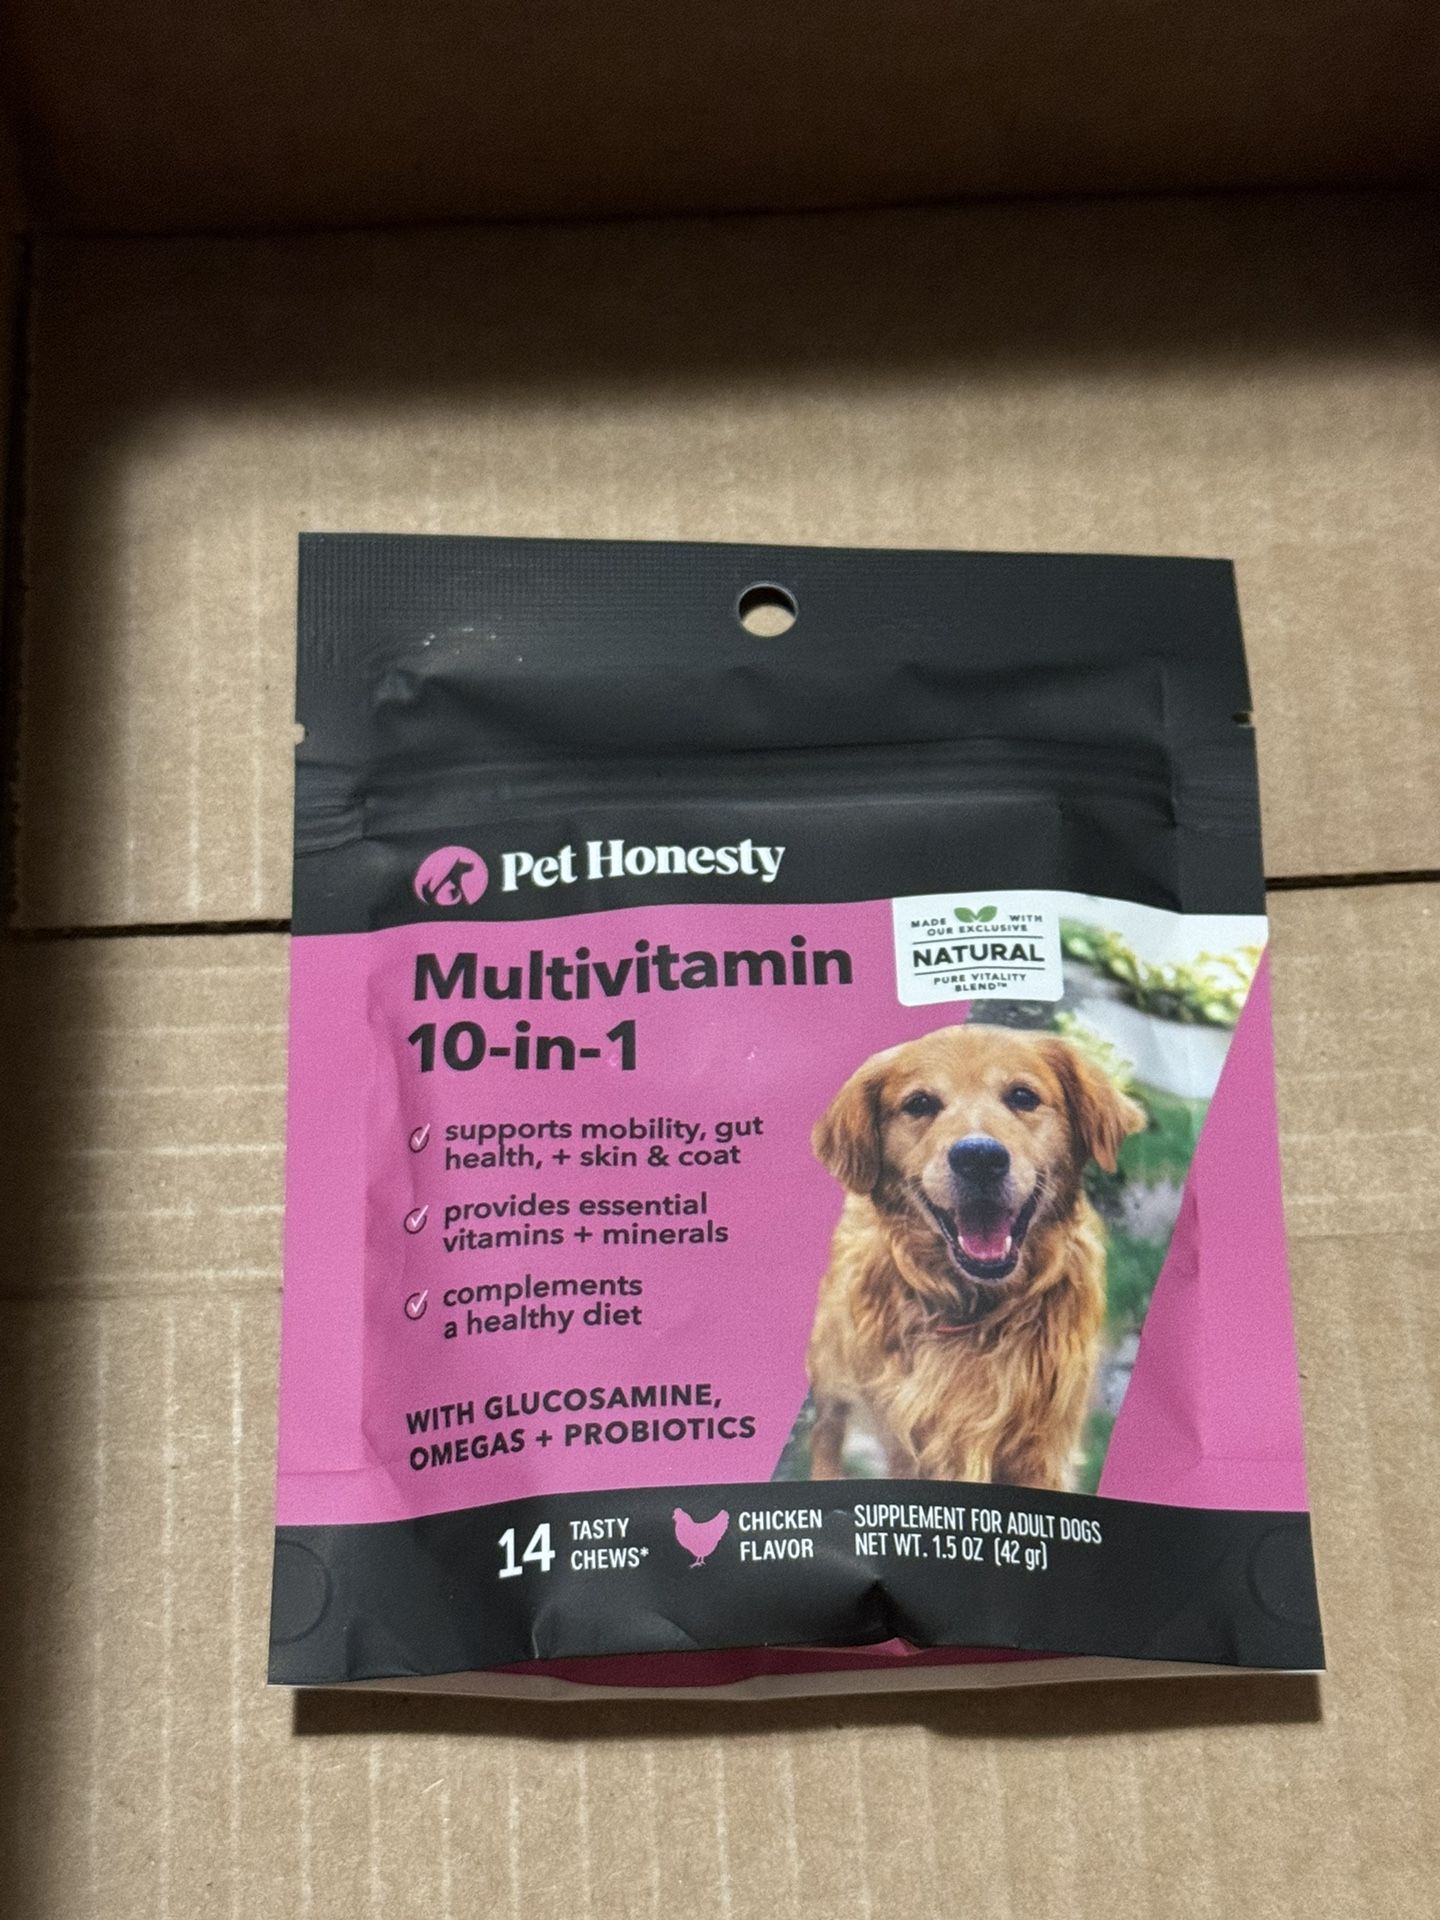 Pet Honesty
MADE WITH
OUR EXCLUSIVE
NATURAL
PURE VITALITY
BLEND™
Multivitamin
10-in-1
supports mobility, gut
health, + skin & coat
provides essential
vitamins + minerals
complements
a healthy diet
WITH GLUCOSAMINE,
OMEGAS + PROBIOTICS
14 TASTY
CHEWS*
CHICKEN
FLAVOR
SUPPLEMENT FOR ADULT DOGS
NET WT. 1.5 OZ (42 gr)